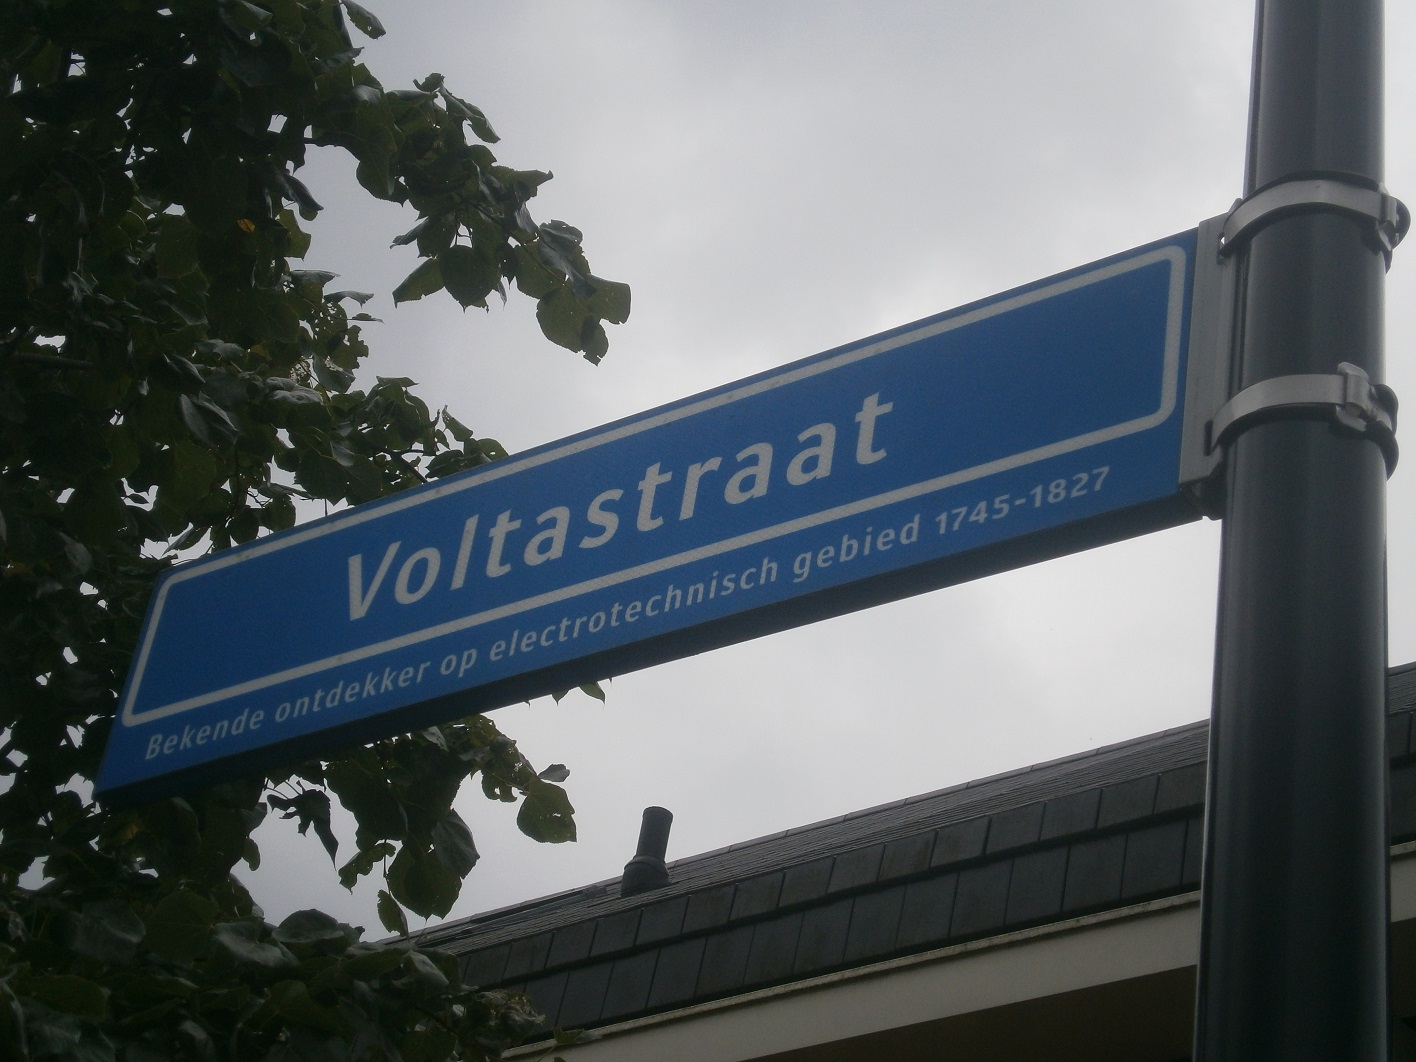 Voltastraat
Bekende ontdekker op electrotechnisch gebied 1745-1827